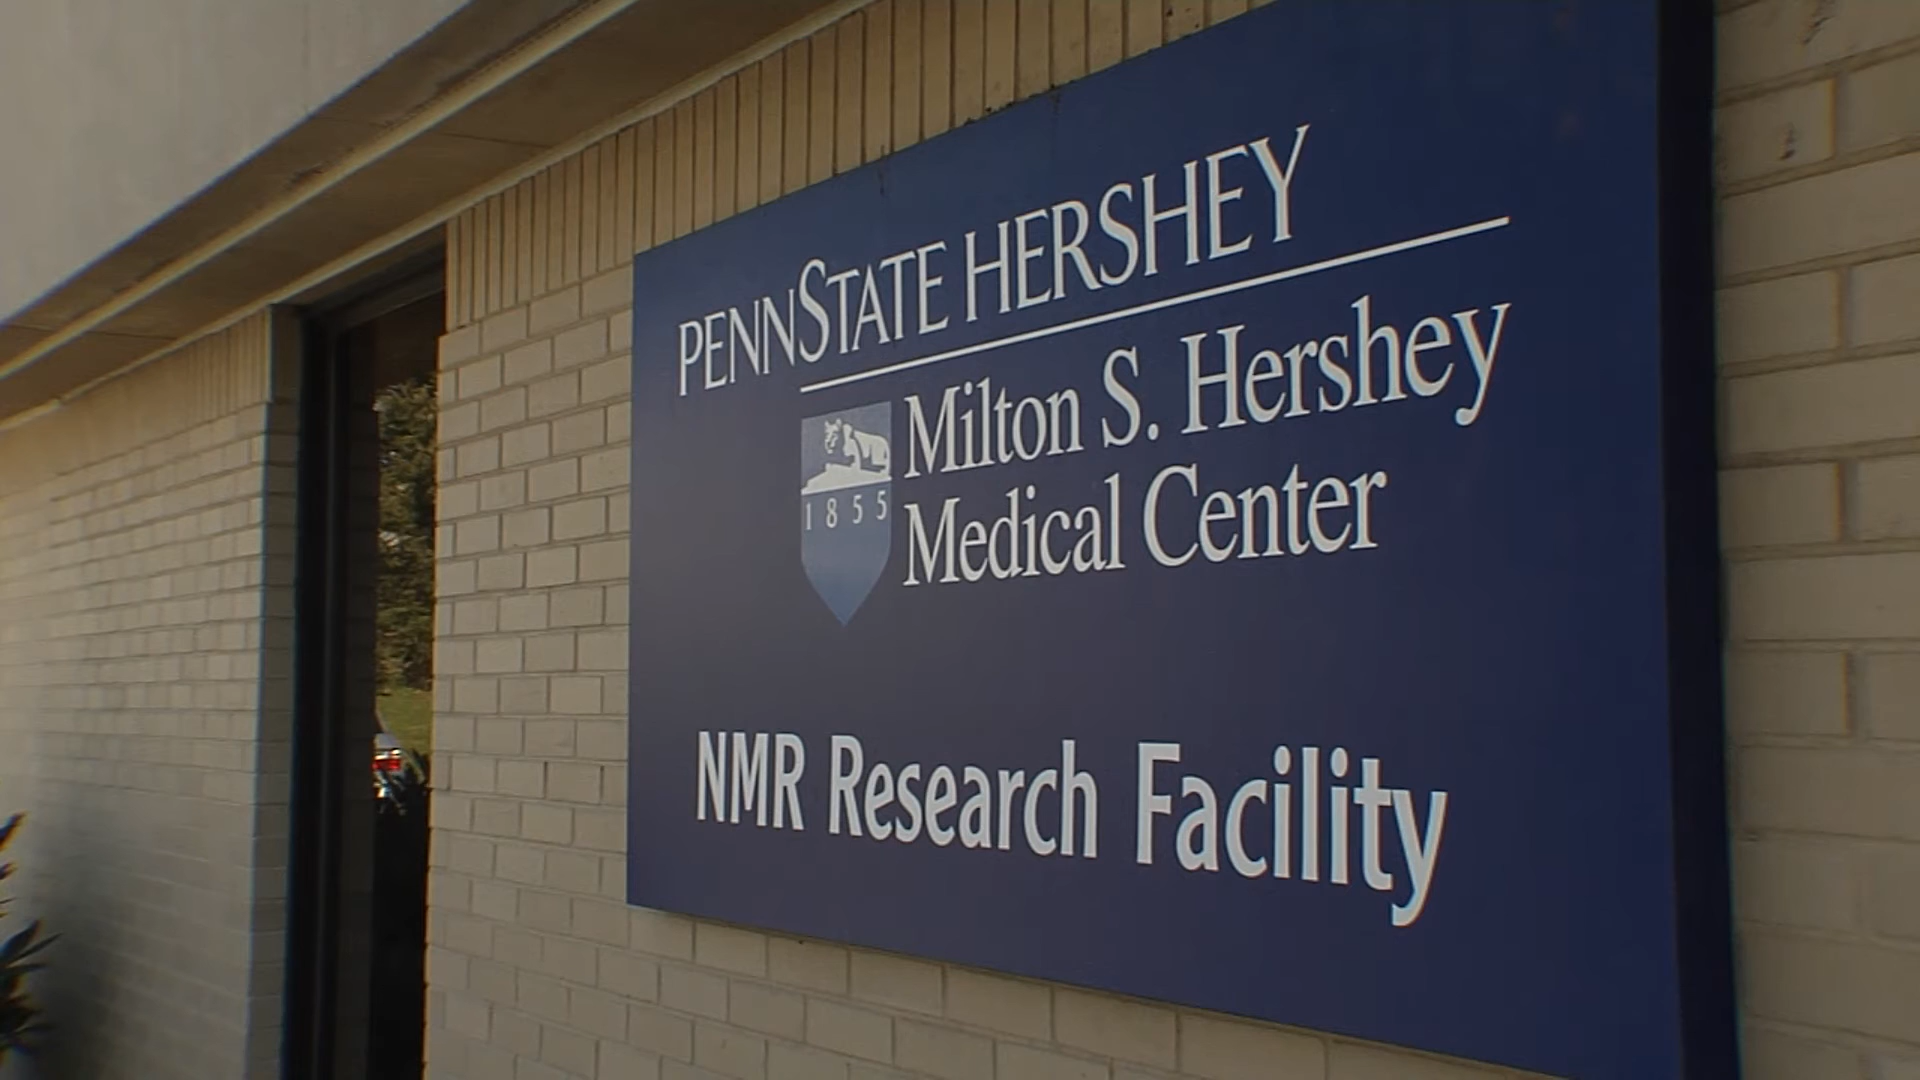 PENNSTATE HERSHEY
Milton S. Hershey
Medical Center
1855
NMR Research Facility